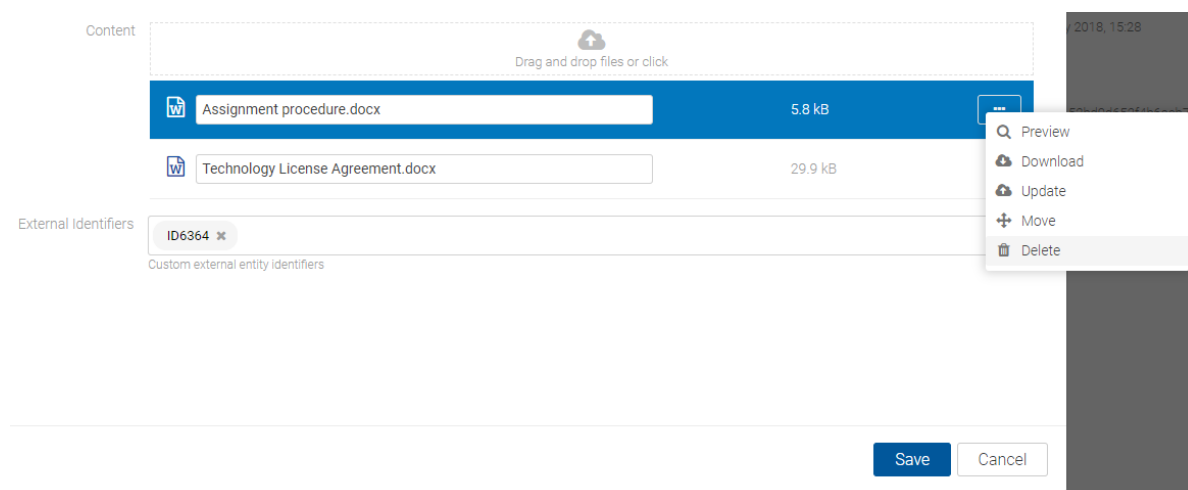 Content
y 2018, 15:28
Drag and drop files or click
Assignment procedure.docx 5.8 kB
Technology License Agreement.docx 29.9 kB
Preview
Download
Update
Move
Delete
External Identifiers
ID6364
Custom external entity identifiers
Save Cancel